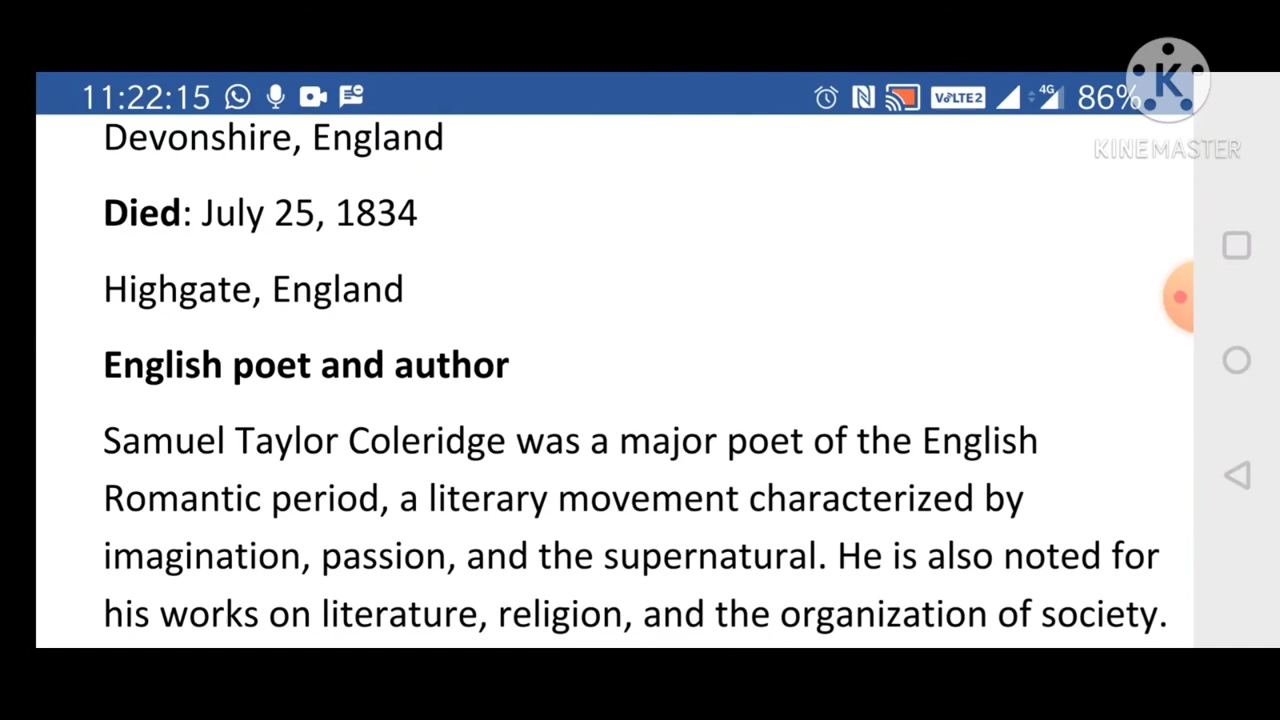 11:22:15 VoLTE2 4G 86%
K
KINEMASTER
Devonshire, England
Died: July 25, 1834
Highgate, England
English poet and author
Samuel Taylor Coleridge was a major poet of the English
Romantic period, a literary movement characterized by
imagination, passion, and the supernatural. He is also noted for
his works on literature, religion, and the organization of society.